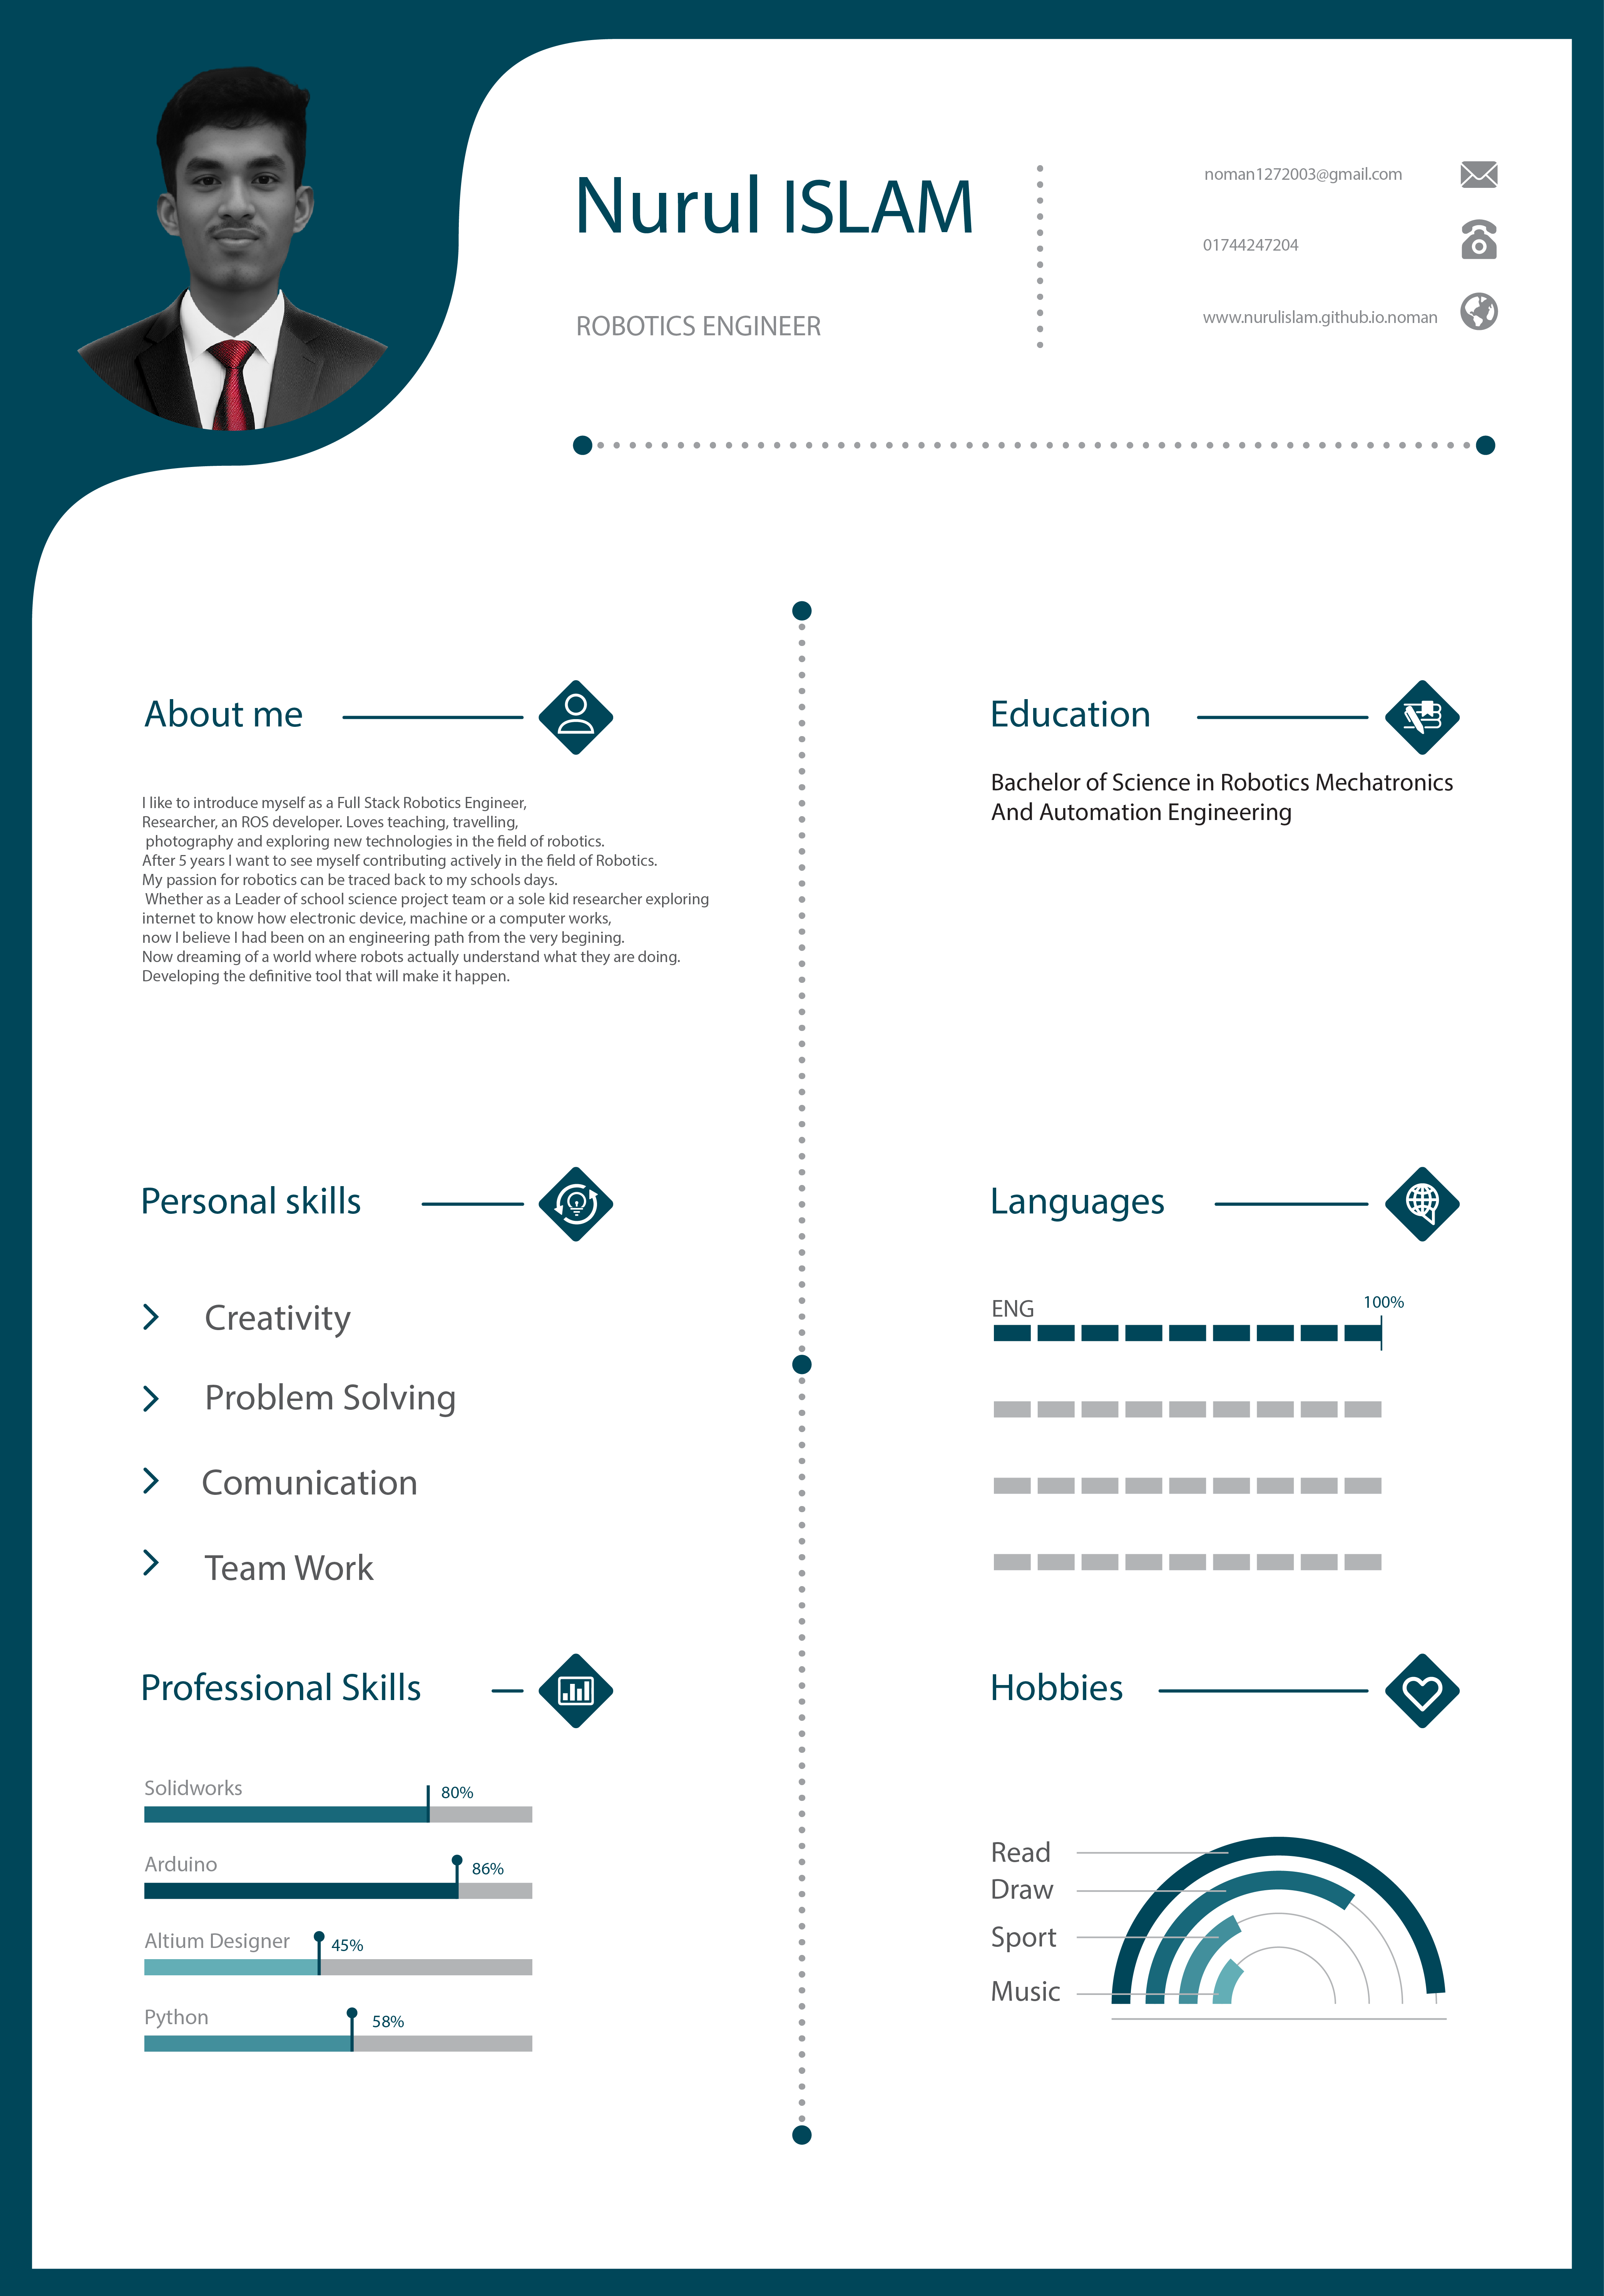 Nurul ISLAM
ROBOTICS ENGINEER
noman1272003@gmail.com
01744247204
www.nurulislam.github.io.noman
About me
I like to introduce myself as a Full Stack Robotics Engineer,
Researcher, an ROS developer. Loves teaching, travelling,
photography and exploring new technologies in the field of robotics.
After 5 years I want to see myself contributing actively in the field of Robotics.
My passion for robotics can be traced back to my schools days.
Whether as a Leader of school science project team or a sole kid researcher exploring
internet to know how electronic device, machine or a computer works,
now I believe I had been on an engineering path from the very begining.
Now dreaming of a world where robots actually understand what they are doing.
Developing the definitive tool that will make it happen.
Education
Bachelor of Science in Robotics Mechatronics
And Automation Engineering
Personal skills
Creativity
Problem Solving
Comunication
Team Work
Languages
ENG
100%
Professional Skills
Solidworks
80%
Arduino
86%
Altium Designer
45%
Python
58%
Hobbies
Read
Draw
Sport
Music